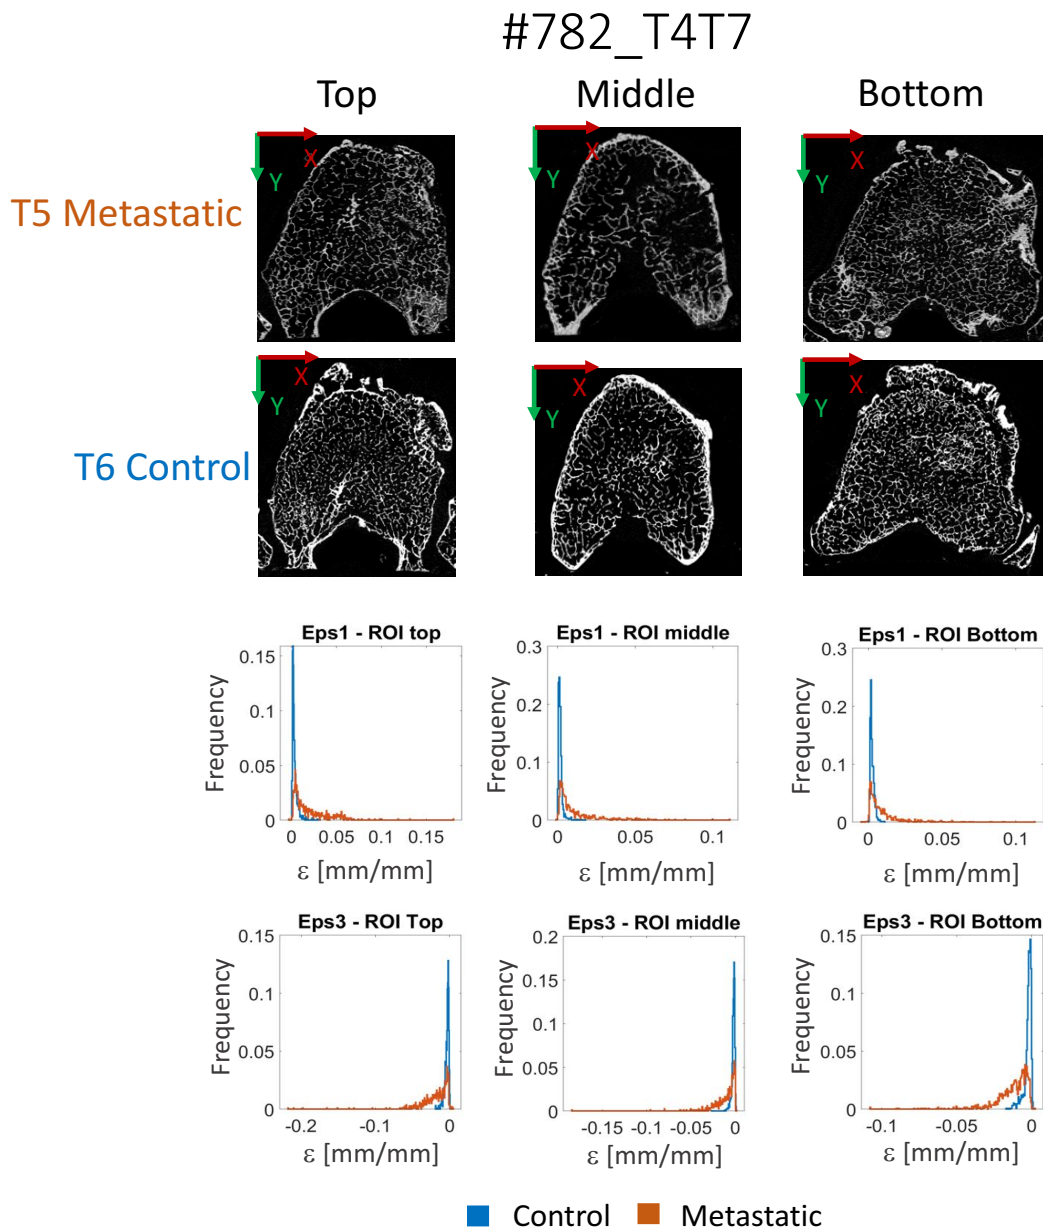 #782_T4T7
Top Middle Bottom
X X X
Y Y Y
T5 Metastatic
X X X
Y Y Y
T6 Control
Eps1 - ROI top Eps1 - ROI middle Eps1 - ROI Bottom
0.15 0.3 0.3
0.1 0.2 0.2
0.05 0.1 0.1
0 0 0
Frequency Frequency Frequency
0 0.05 0.1 0.15 0 0.05 0.1 0 0.05 0.1
ε [mm/mm] ε [mm/mm] ε [mm/mm]
Eps3 - ROI Top Eps3 - ROI middle Eps3 - ROI Bottom
0.15 0.2 0.15
0.1 0.15 0.1
0.05 0.1 0.05
0 0.05 0
0
Frequency Frequency Frequency
-0.2 -0.1 0 -0.15 -0.1 -0.05 0 -0.1 -0.05 0
ε [mm/mm] ε [mm/mm] ε [mm/mm]
Control Metastatic